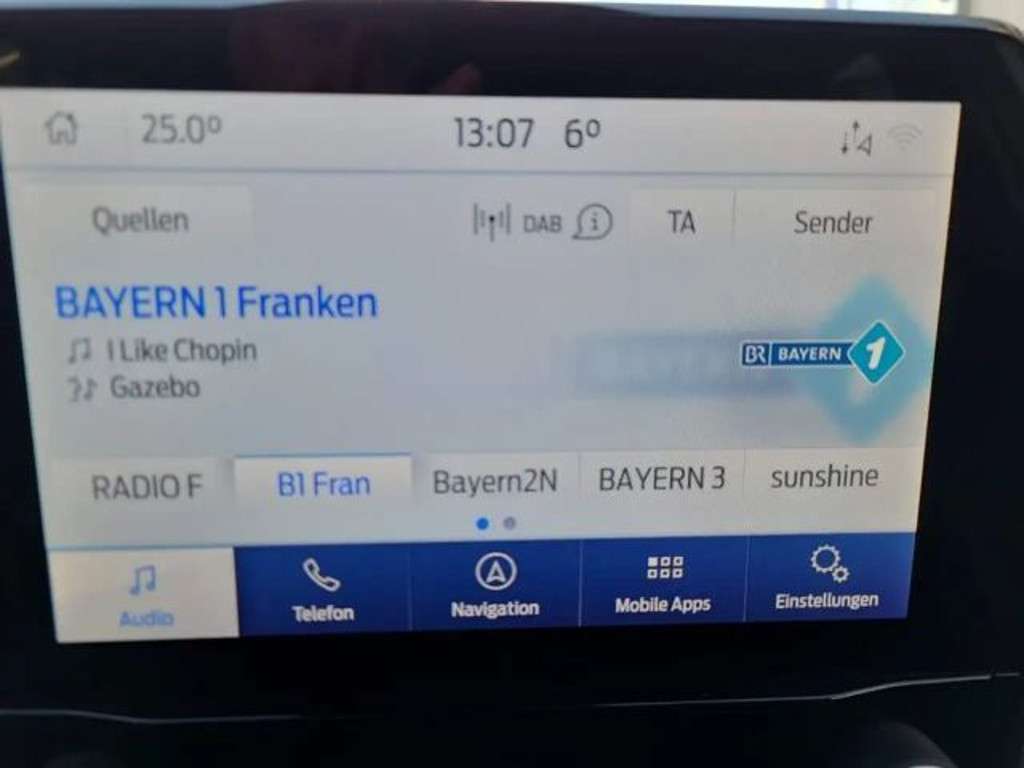 25.0° 13:07 6°
Quellen DAB i TA Sender
BAYERN 1 Franken
I Like Chopin
BR BAYERN 1
Gazebo
RADIO F B1 Fran Bayern2N BAYERN 3 sunshine
Audio Telefon Navigation Mobile Apps Einstellungen